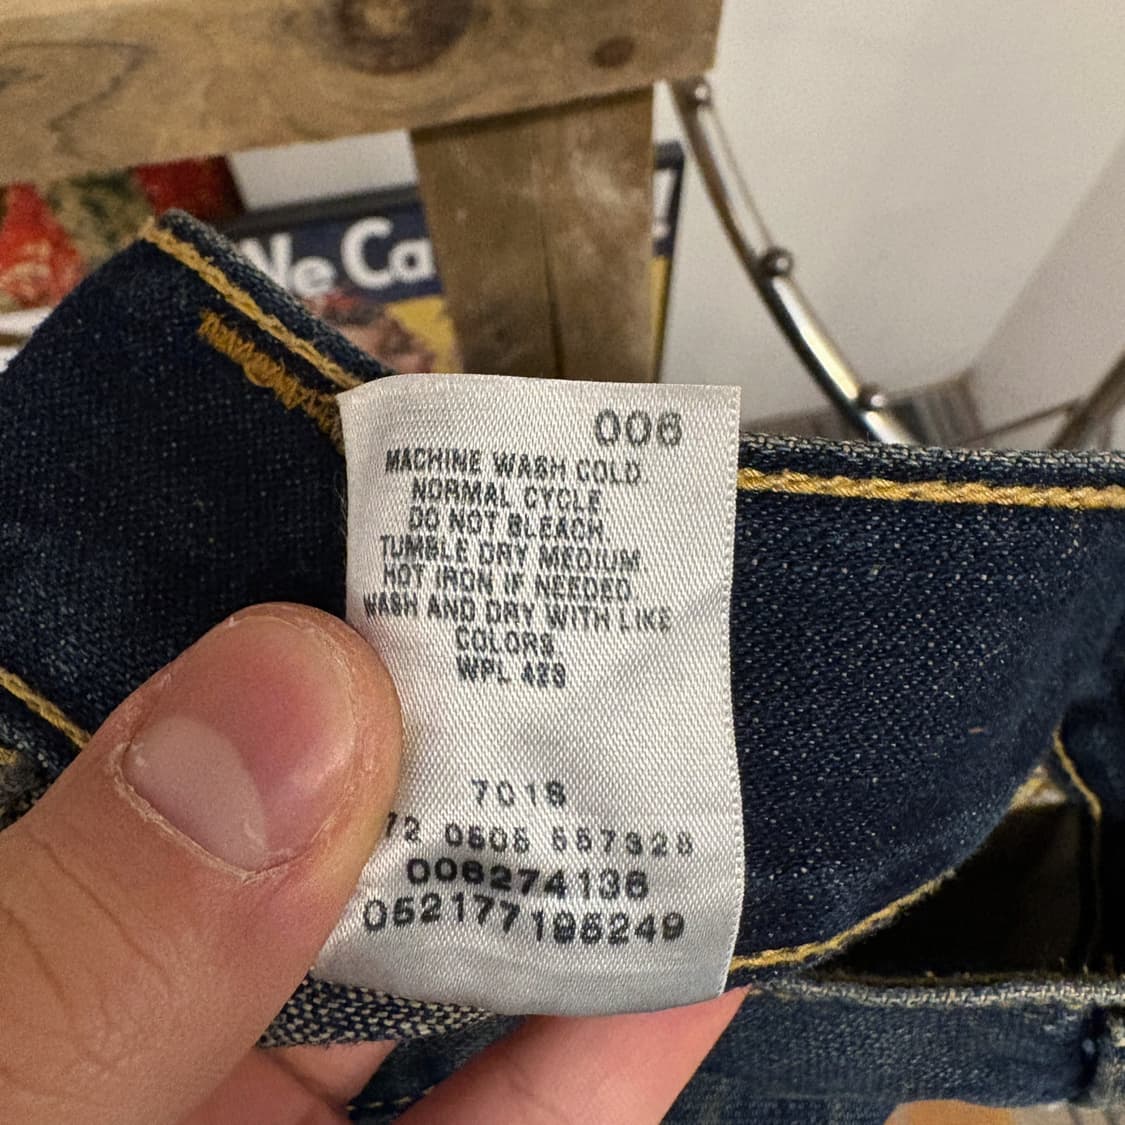 We Ca !
006
MACHINE WASH COLD
NORMAL CYCLE
DO NOT BLEACH
TUMBLE DRY MEDIUM
HOT IRON IF NEEDED
WASH AND DRY WITH LIKE
COLORS
WPL 423
7018
72 0505 557328
006274136
052177195249